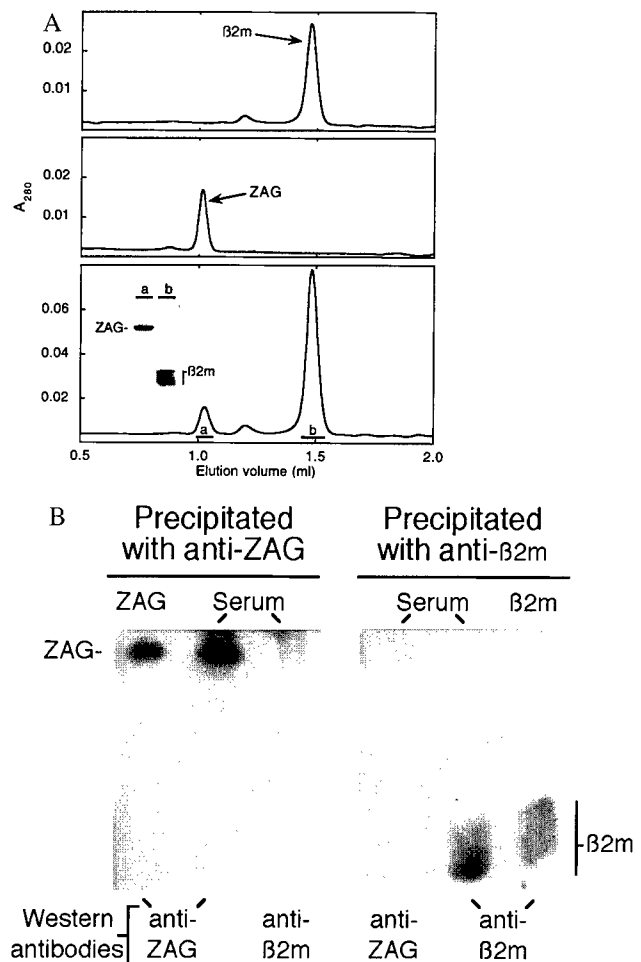 A
ß2m
0.02
0.01
ZAG
0.02
0.01
A280
a b
0.06
ZAG-
ß2m
0.04
0.02
a b
0.5 1.0 1.5 2.0
Elution volume (ml)
B
Precipitated with anti-ZAG
Precipitated with anti-ß2m
ZAG Serum Serum ß2m
ZAG-
-ß2m
Western antibodies
anti-ZAG
anti-ß2m
anti-ZAG
anti-ß2m